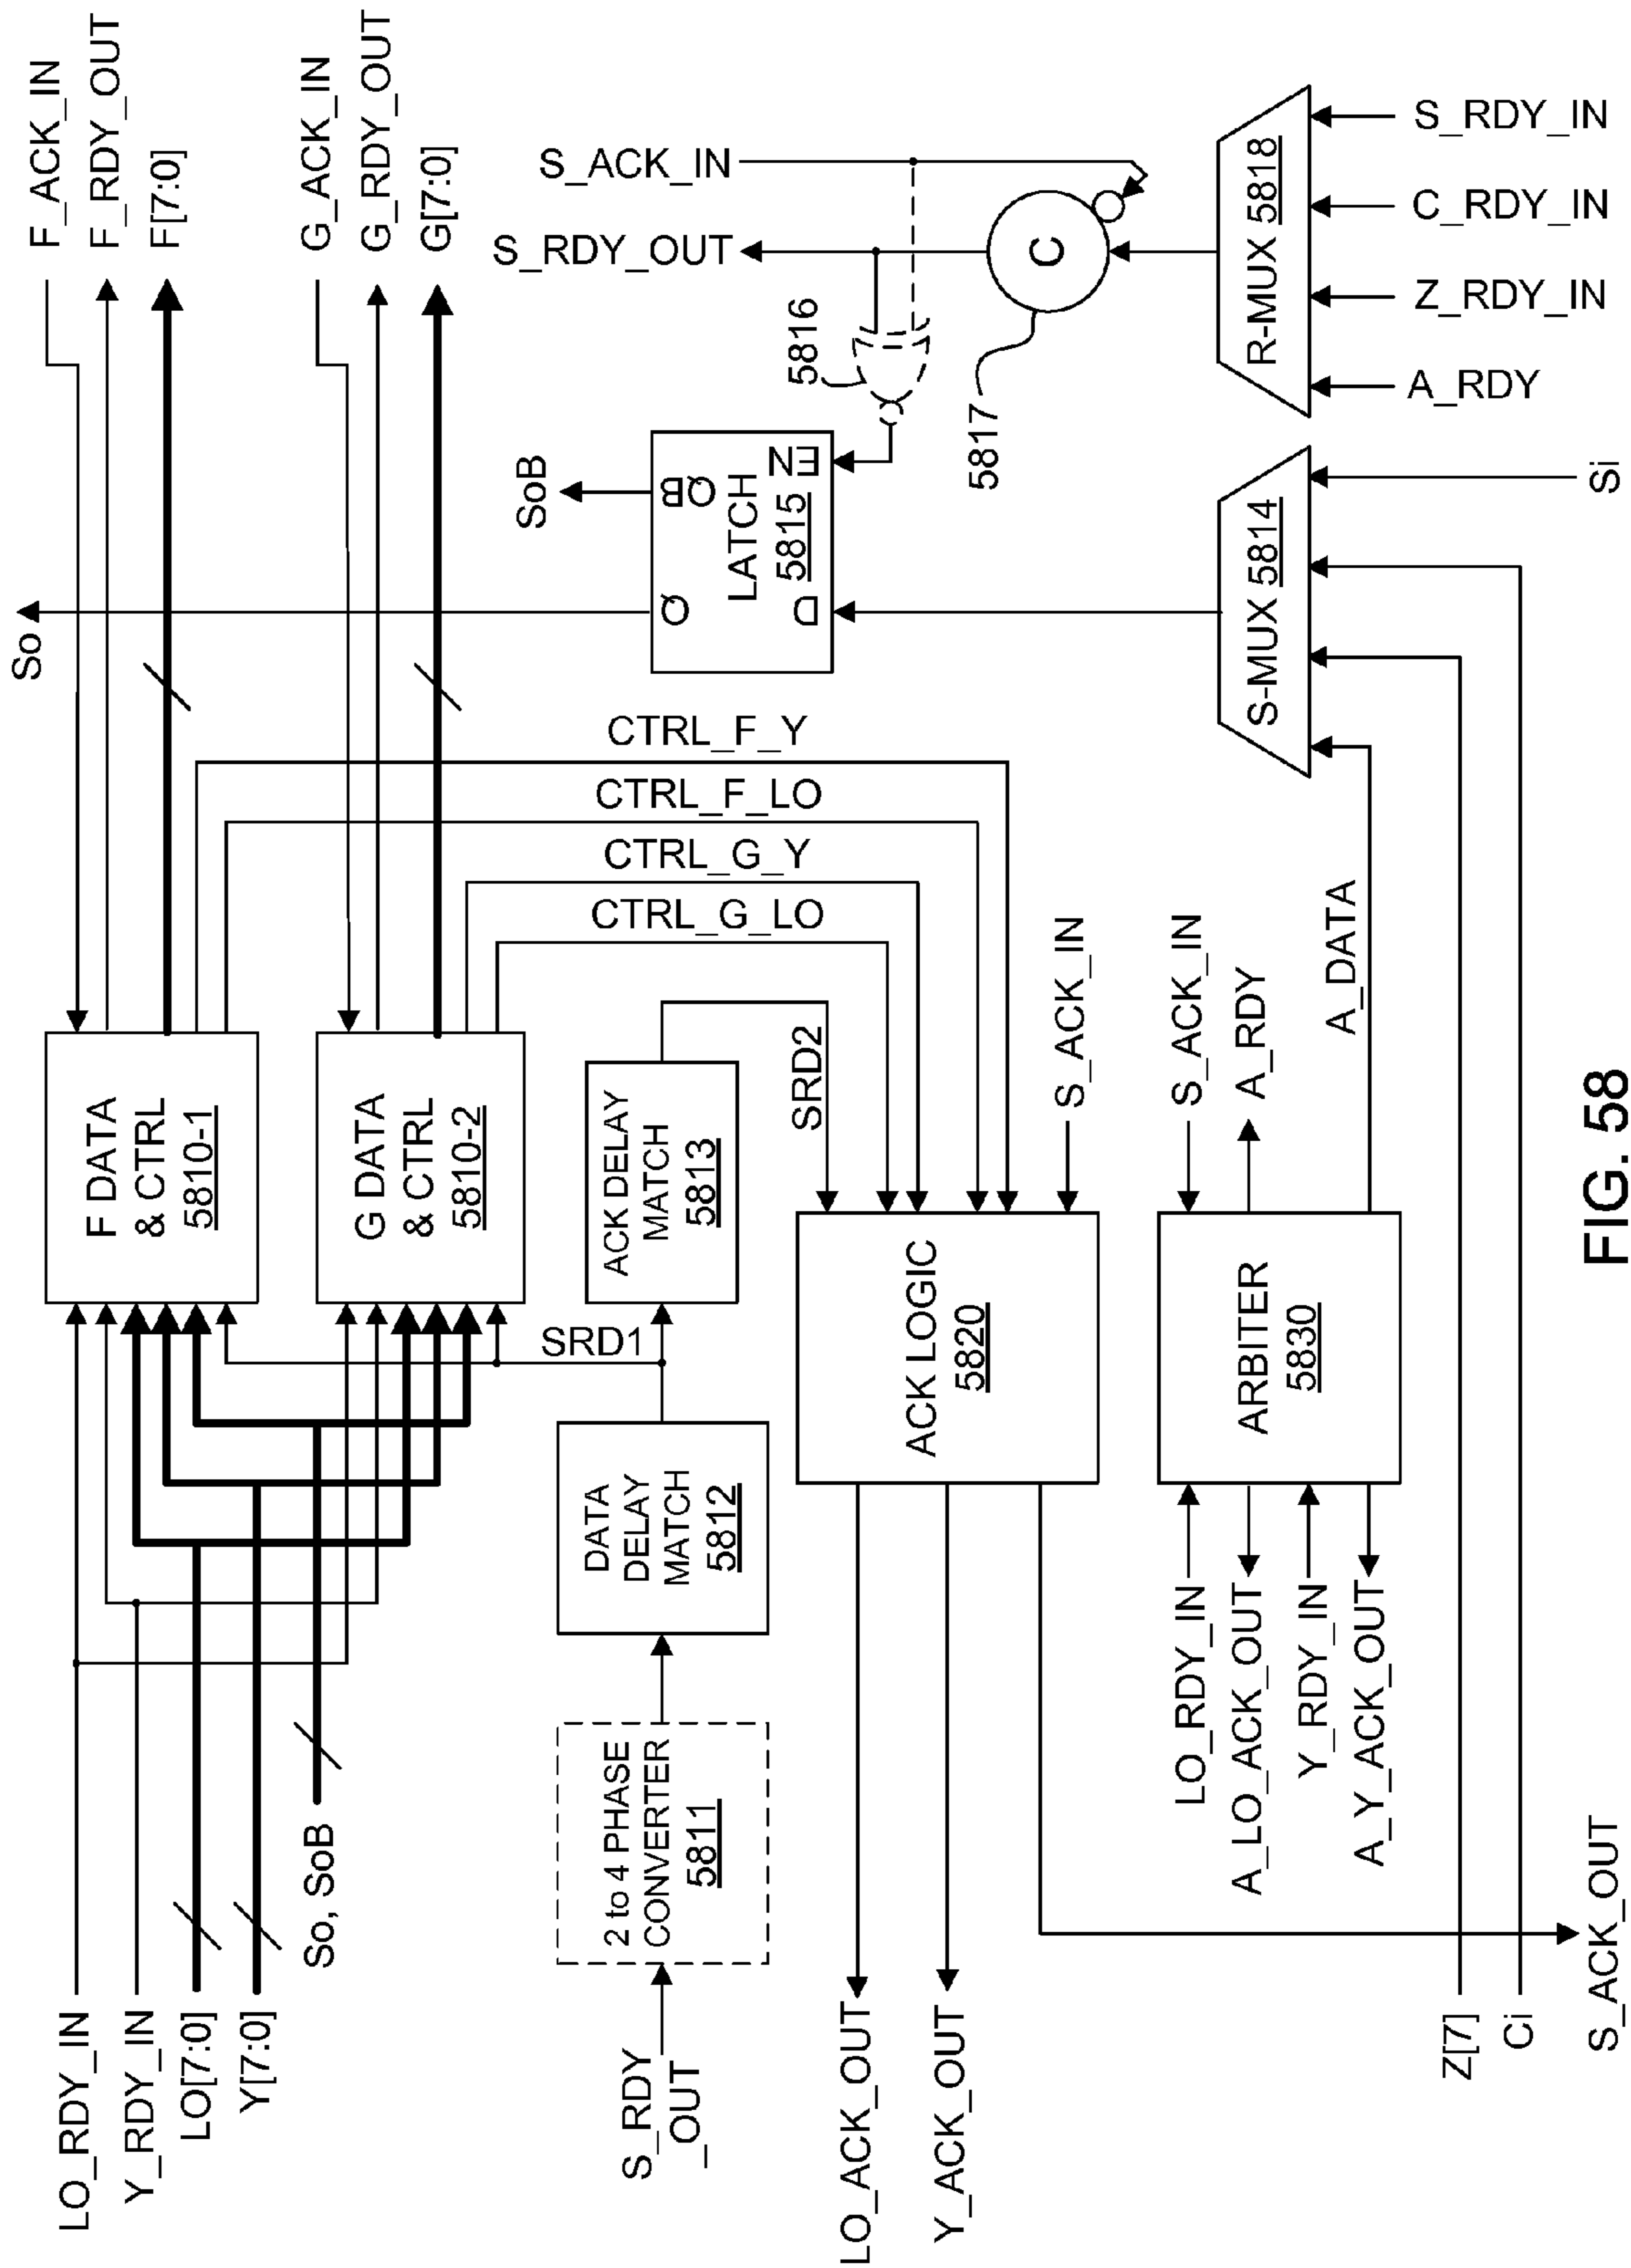 LO_RDY_IN
Y_RDY_IN
LO[7:0]
Y[7:0]
So, SoB
F DATA
& CTRL
5810-1
G DATA
& CTRL
5810-2
F_ACK_IN
F_RDY_OUT
F[7:0]
G_ACK_IN
G_RDY_OUT
G[7:0]
So
SRD1
CTRL_F_Y
CTRL_F_LO
CTRL_G_Y
CTRL_G_LO
S_RDY
_OUT
2 to 4 PHASE
CONVERTER
5811
DATA
DELAY
MATCH
5812
ACK DELAY
MATCH
5813
SRD2
SoB
Q
QB
LATCH
5815
D
EN
5816
S_ACK_IN
S_RDY_OUT
C
5817
LO_ACK_OUT
Y_ACK_OUT
ACK LOGIC
5820
S_ACK_IN
LO_RDY_IN
A_LO_ACK_OUT
Y_RDY_IN
A_Y_ACK_OUT
ARBITER
5830
S_ACK_IN
A_RDY
A_DATA
S-MUX 5814
R-MUX 5818
A_RDY
Z_RDY_IN
C_RDY_IN
S_RDY_IN
Z[7]
Ci
Si
S_ACK_OUT
FIG. 58